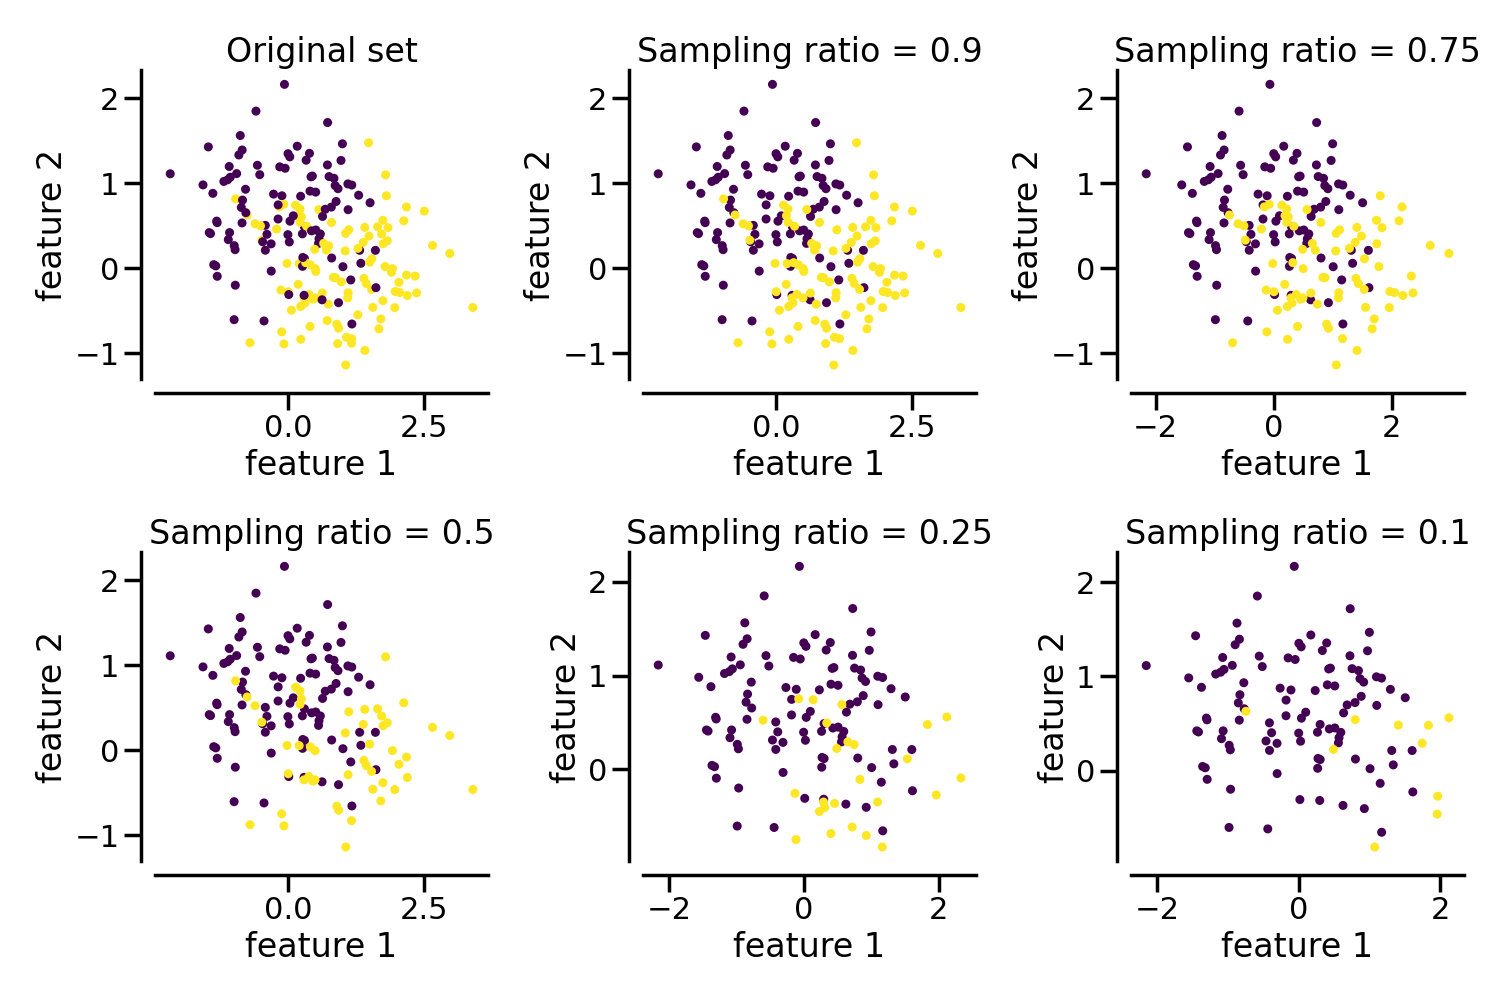 Original set
Sampling ratio = 0.9
Sampling ratio = 0.75
feature 2
2
1
0
−1
0.0
2.5
feature 1
feature 2
2
1
0
−1
0.0
2.5
feature 1
feature 2
2
1
0
−1
−2
0
2
feature 1
Sampling ratio = 0.5
Sampling ratio = 0.25
Sampling ratio = 0.1
feature 2
2
1
0
−1
0.0
2.5
feature 1
feature 2
2
1
0
−2
0
2
feature 1
feature 2
2
1
0
−2
0
2
feature 1